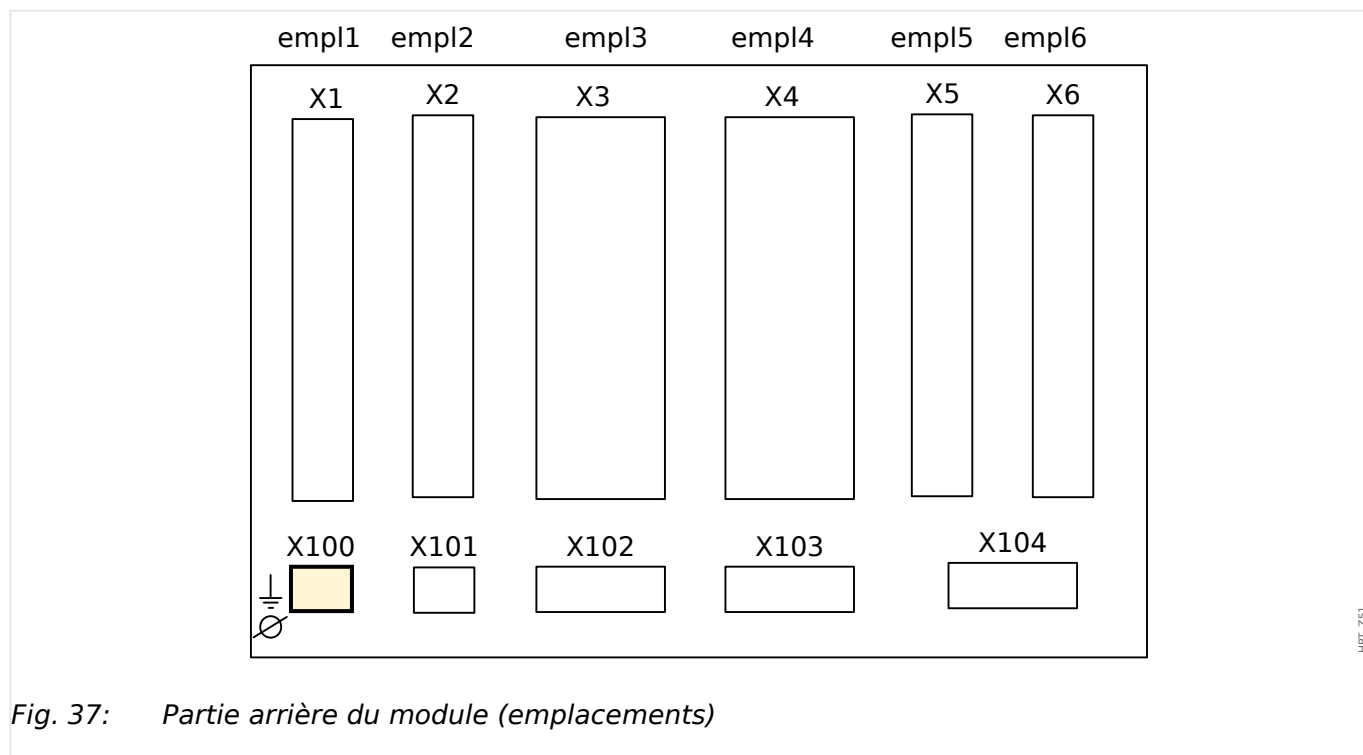 empl1 empl2 empl3 empl4 empl5 empl6
X1 X2 X3 X4 X5 X6
X100 X101 X102 X103 X104
Fig. 37: Partie arrière du module (emplacements)